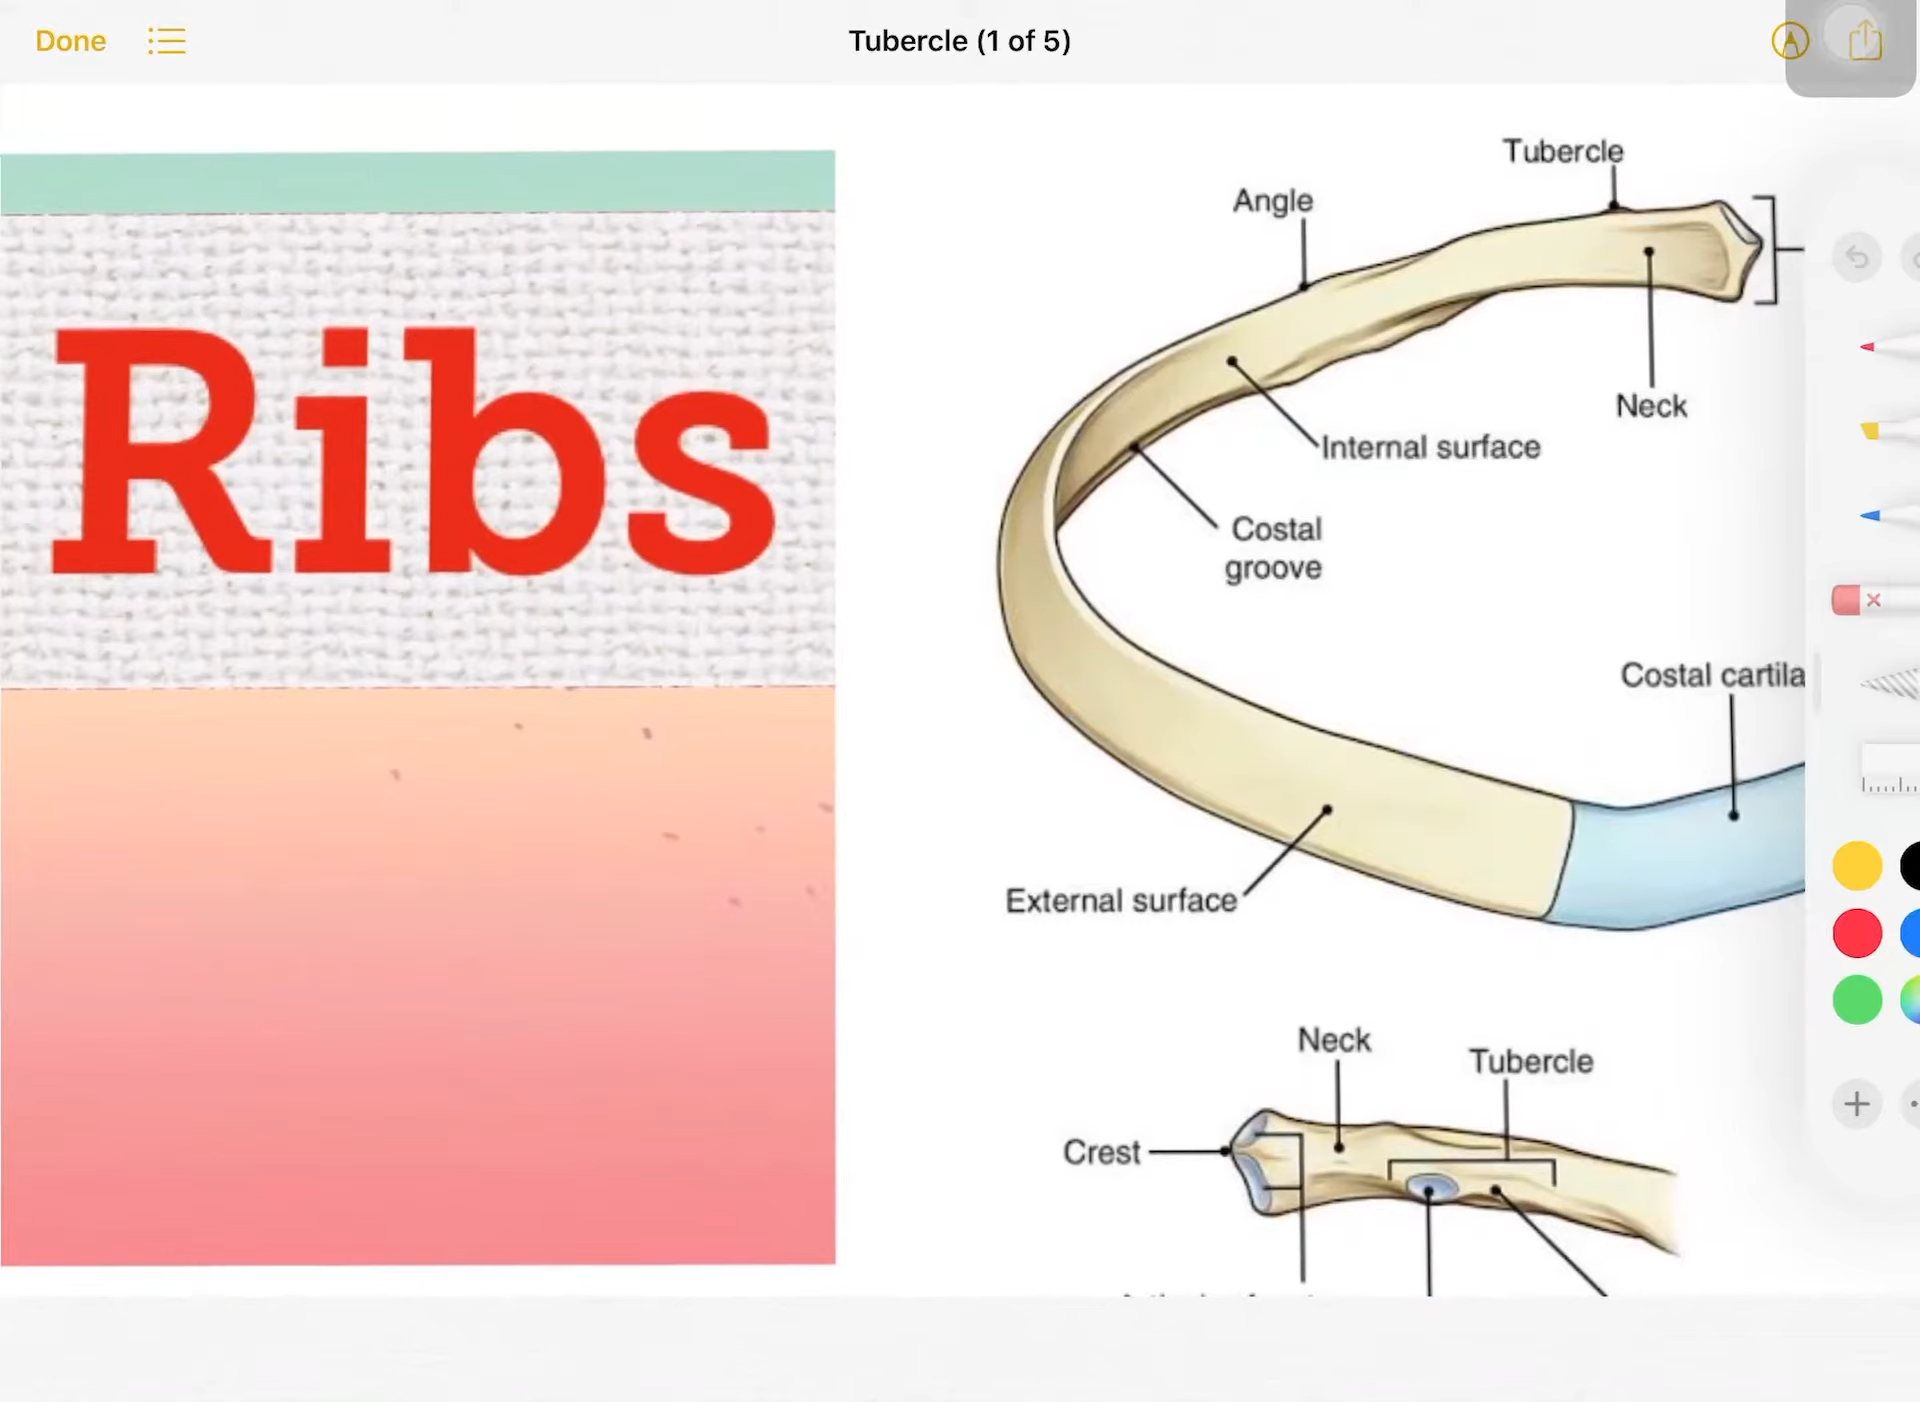 Done
Tubercle (1 of 5)
Ribs
Tubercle
Angle
Neck
Internal surface
Costal
groove
Costal cartila
External surface
Neck
Tubercle
Crest